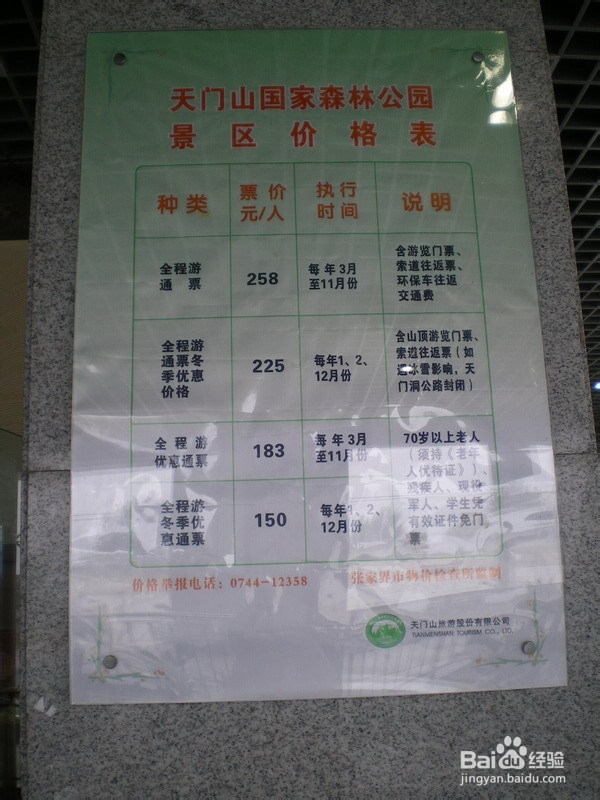 天门山国家森林公园
景区价格表
种类
票价
元/人
执行
时间
说明
全程游
通票
258
每年3月
至11月份
含游览门票、
索道往返票、
环保车往返
交通费
全程游
通票冬
季优惠
价格
225
每年1、2、
12月份
含山顶游览门票、
索道往返票（如
遇冰雪影响，天
门洞公路封闭）
全程游
优惠通票
183
每年3月
至11月份
全程游
冬季优
惠通票
150
每年1、2、
12月份
70岁以上老人
（须持《老年
人优待证》）、
残疾人、现役
军人、学生凭
有效证件免门
票
价格举报电话：0744-12358
张家界市物价检查所监制
天门山旅游股份有限公司
TIANMENSHAN TOURISM CO., LTD.
Baidu经验
jingyan.baidu.com